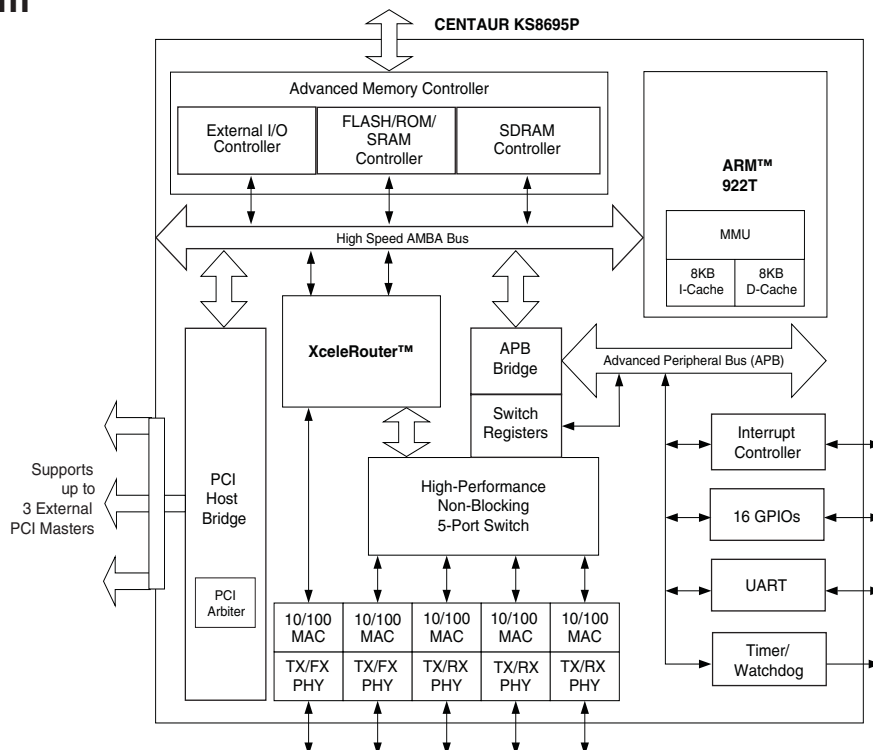 CENTAUR KS8695P
Advanced Memory Controller
External I/O
Controller
FLASH/ROM/
SRAM
Controller
SDRAM
Controller
ARM™
922T
MMU
8KB
I-Cache
8KB
D-Cache
High Speed AMBA Bus
XceleRouter™
APB
Bridge
Advanced Peripheral Bus (APB)
Switch
Registers
Supports
up to
3 External
PCI Masters
PCI
Host
Bridge
PCI
Arbiter
High-Performance
Non-Blocking
5-Port Switch
Interrupt
Controller
16 GPIOs
UART
Timer/
Watchdog
10/100
MAC
10/100
MAC
10/100
MAC
10/100
MAC
10/100
MAC
TX/FX
PHY
TX/FX
PHY
TX/RX
PHY
TX/RX
PHY
TX/RX
PHY